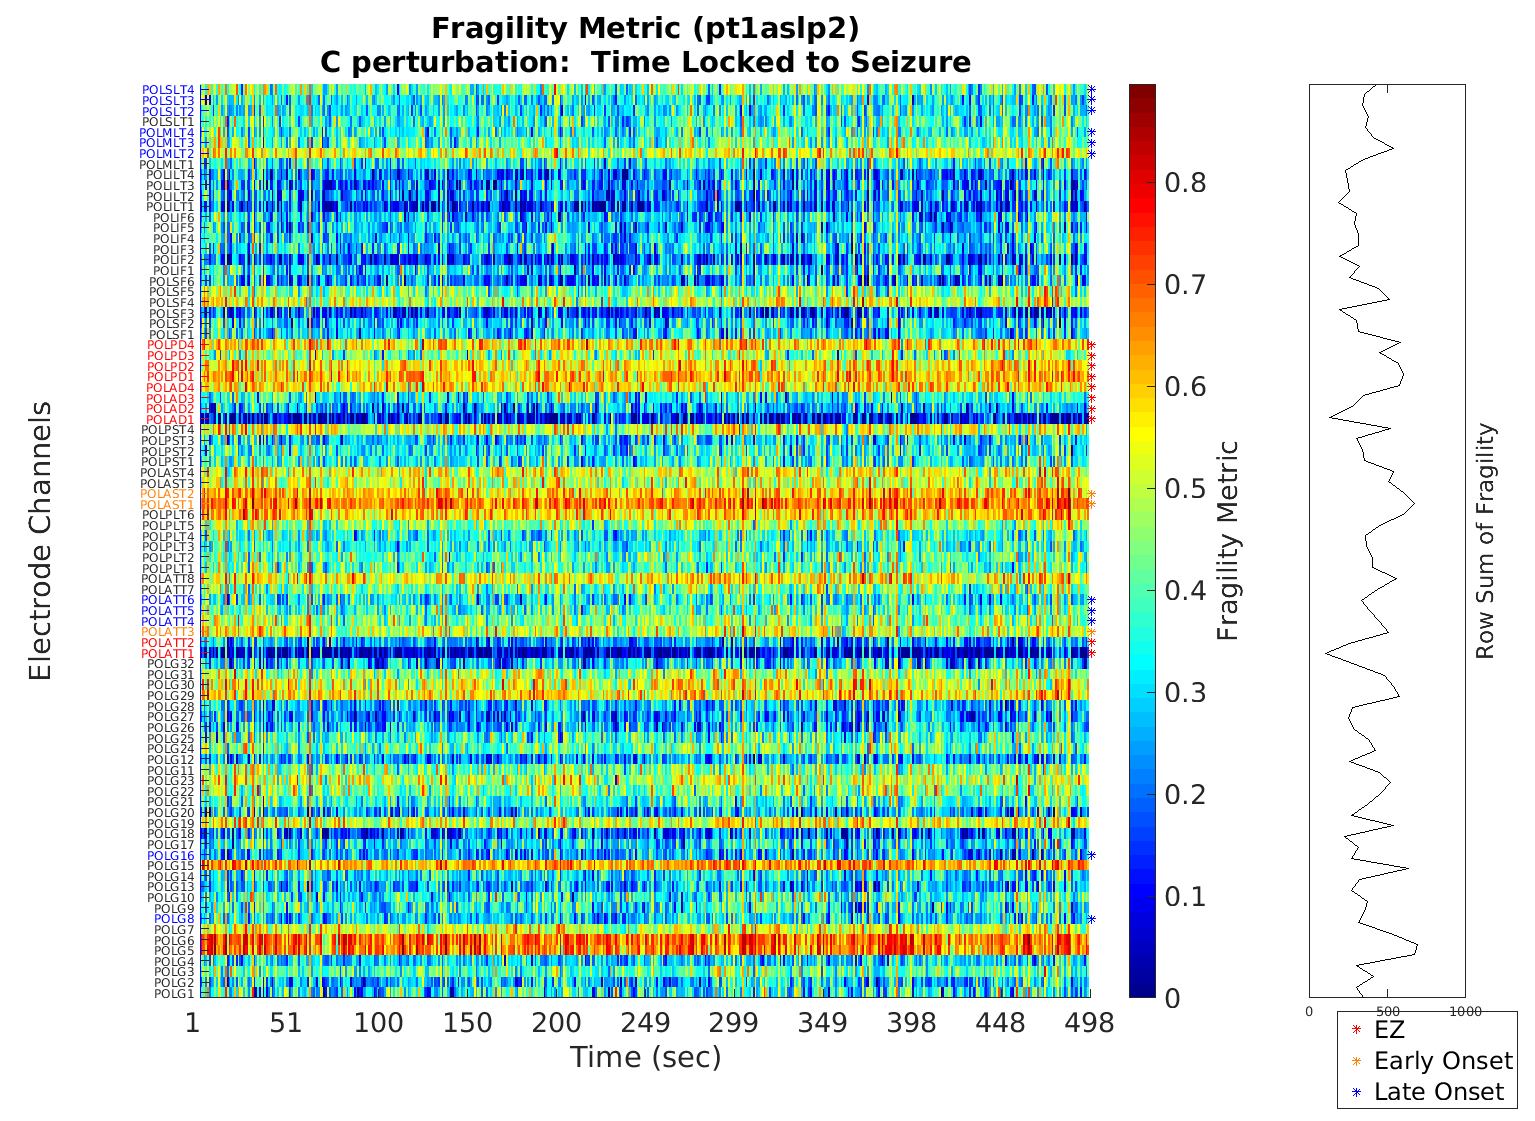 Fragility Metric (pt1aslp2)
C perturbation:  Time Locked to Seizure
Electrode Channels
POLSLT4
POLSLT3
POLSLT2
POLSLT1
POLMLT4
POLMLT3
POLMLT2
POLMLT1
POLILT4
POLILT3
POLILT2
POLILT1
POLIF6
POLIF5
POLIF4
POLIF3
POLIF2
POLIF1
POLSF6
POLSF5
POLSF4
POLSF3
POLSF2
POLSF1
POLPD4
POLPD3
POLPD2
POLPD1
POLAD4
POLAD3
POLAD2
POLAD1
POLPST4
POLPST3
POLPST2
POLPST1
POLAST4
POLAST3
POLAST2
POLAST1
POLPLT6
POLPLT5
POLPLT4
POLPLT3
POLPLT2
POLPLT1
POLATT8
POLATT7
POLATT6
POLATT5
POLATT4
POLATT3
POLATT2
POLATT1
POLG32
POLG31
POLG30
POLG29
POLG28
POLG27
POLG26
POLG25
POLG24
POLG12
POLG11
POLG23
POLG22
POLG21
POLG20
POLG19
POLG18
POLG17
POLG16
POLG15
POLG14
POLG13
POLG10
POLG9
POLG8
POLG7
POLG6
POLG5
POLG4
POLG3
POLG2
POLG1
1 51 100 150 200 249 299 349 398 448 498
Time (sec)
0.8
0.7
0.6
0.5
0.4
0.3
0.2
0.1
0
Fragility Metric
0 500 1000
Row Sum of Fragility
EZ
Early Onset
Late Onset